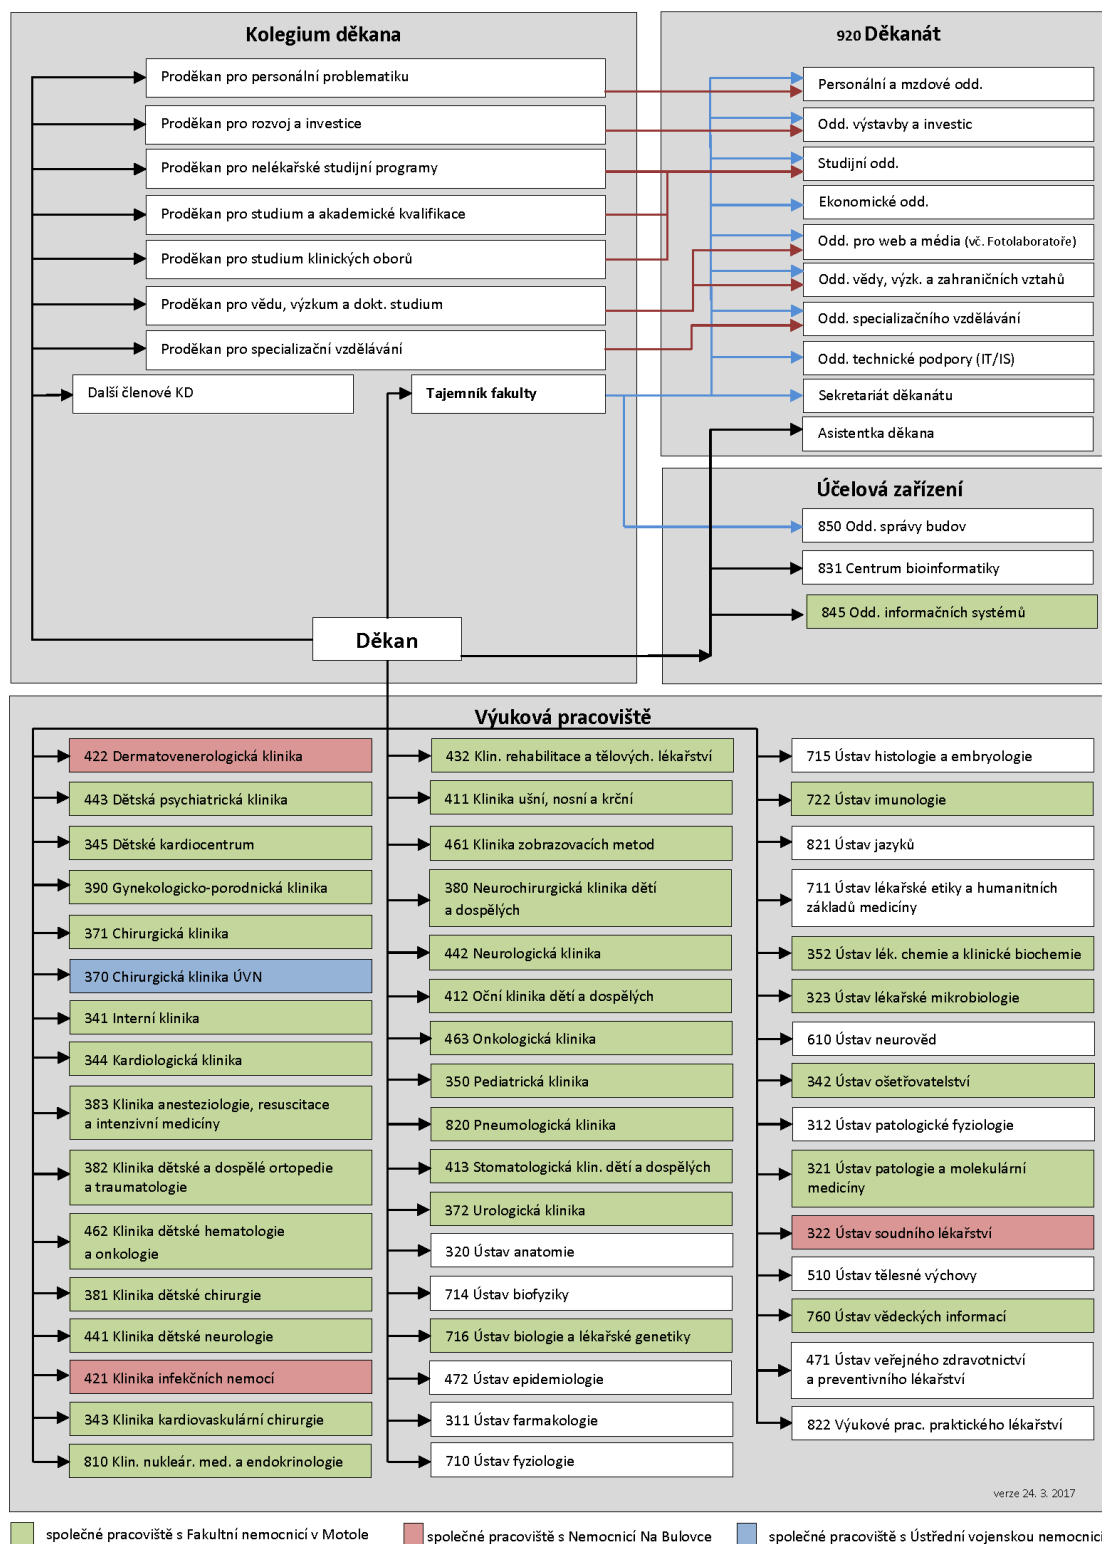 Kolegium děkana
Proděkan pro personální problematiku
Proděkan pro rozvoj a investice
Proděkan pro nelékařské studijní programy
Proděkan pro studium a akademické kvalifikace
Proděkan pro studium klinických oborů
Proděkan pro vědu, výzkum a dokt. studium
Proděkan pro specializační vzdělávání
Další členové KD
Tajemník fakulty
Děkan
920 Děkanát
Personální a mzdové odd.
Odd. výstavby a investic
Studijní odd.
Ekonomické odd.
Odd. pro web a média (vč. Fotolaboratoře)
Odd. vědy, výzk. a zahraničních vztahů
Odd. specializačního vzdělávání
Odd. technické podpory (IT/IS)
Sekretariát děkanátu
Asistentka děkana
Účelová zařízení
850 Odd. správy budov
831 Centrum bioinformatiky
845 Odd. informačních systémů
Výuková pracoviště
422 Dermatovenerologická klinika
443 Dětská psychiatrická klinika
345 Dětské kardiocentrum
390 Gynekologicko-porodnická klinika
371 Chirurgická klinika
370 Chirurgická klinika ÚVN
341 Interní klinika
344 Kardiologická klinika
383 Klinika anesteziologie, resuscitace
a intenzivní medicíny
382 Klinika dětské a dospělé ortopedie
a traumatologie
462 Klinika dětské hematologie
a onkologie
381 Klinika dětské chirurgie
441 Klinika dětské neurologie
421 Klinika infekčních nemocí
343 Klinika kardiovaskulární chirurgie
810 Klin. nukleár. med. a endokrinologie
432 Klin. rehabilitace a tělových. lékařství
411 Klinika ušní, nosní a krční
461 Klinika zobrazovacích metod
380 Neurochirurgická klinika dětí
a dospělých
442 Neurologická klinika
412 Oční klinika dětí a dospělých
463 Onkologická klinika
350 Pediatrická klinika
820 Pneumologická klinika
413 Stomatologická klin. dětí a dospělých
372 Urologická klinika
320 Ústav anatomie
714 Ústav biofyziky
716 Ústav biologie a lékařské genetiky
472 Ústav epidemiologie
311 Ústav farmakologie
710 Ústav fyziologie
715 Ústav histologie a embryologie
722 Ústav imunologie
821 Ústav jazyků
711 Ústav lékařské etiky a humanitních
základů medicíny
352 Ústav lék. chemie a klinické biochemie
323 Ústav lékařské mikrobiologie
610 Ústav neurověd
342 Ústav ošetřovatelství
312 Ústav patologické fyziologie
321 Ústav patologie a molekulární
medicíny
322 Ústav soudního lékařství
510 Ústav tělesné výchovy
760 Ústav vědeckých informací
471 Ústav veřejného zdravotnictví
a preventivního lékařství
822 Výukové prac. praktického lékařství
verze 24. 3. 2017
společné pracoviště s Fakultní nemocnicí v Motole
společné pracoviště s Nemocnicí Na Bulovce
společné pracoviště s Ústřední vojenskou nemocnicí